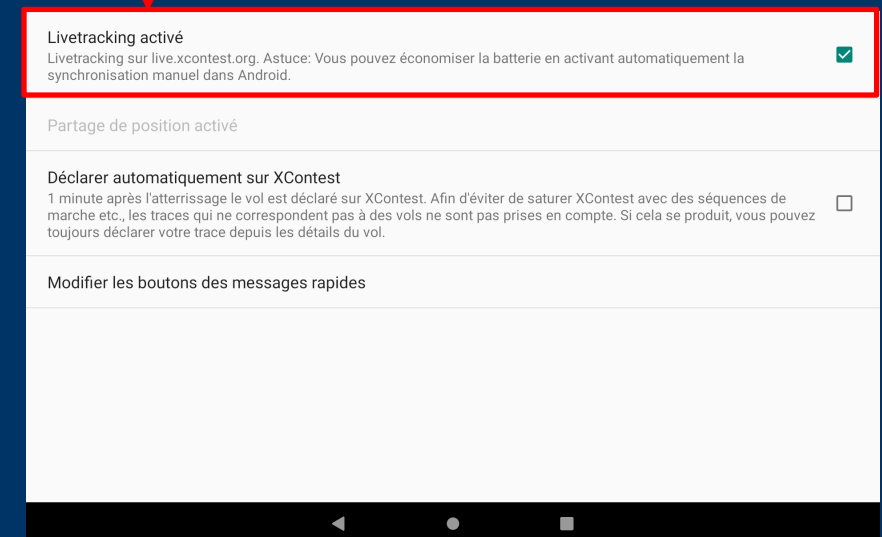 Livetracking activé
Livetracking sur live.xcontest.org. Astuce: Vous pouvez économiser la batterie en activant automatiquement la
synchronisation manuel dans Android.
Partage de position activé
Déclarer automatiquement sur XContest
1 minute après l'atterrissage le vol est déclaré sur XContest. Afin d'éviter de saturer XContest avec des séquences de
marche etc., les traces qui ne correspondent pas à des vols ne sont pas prises en compte. Si cela se produit, vous pouvez
toujours déclarer votre trace depuis les détails du vol.
Modifier les boutons des messages rapides